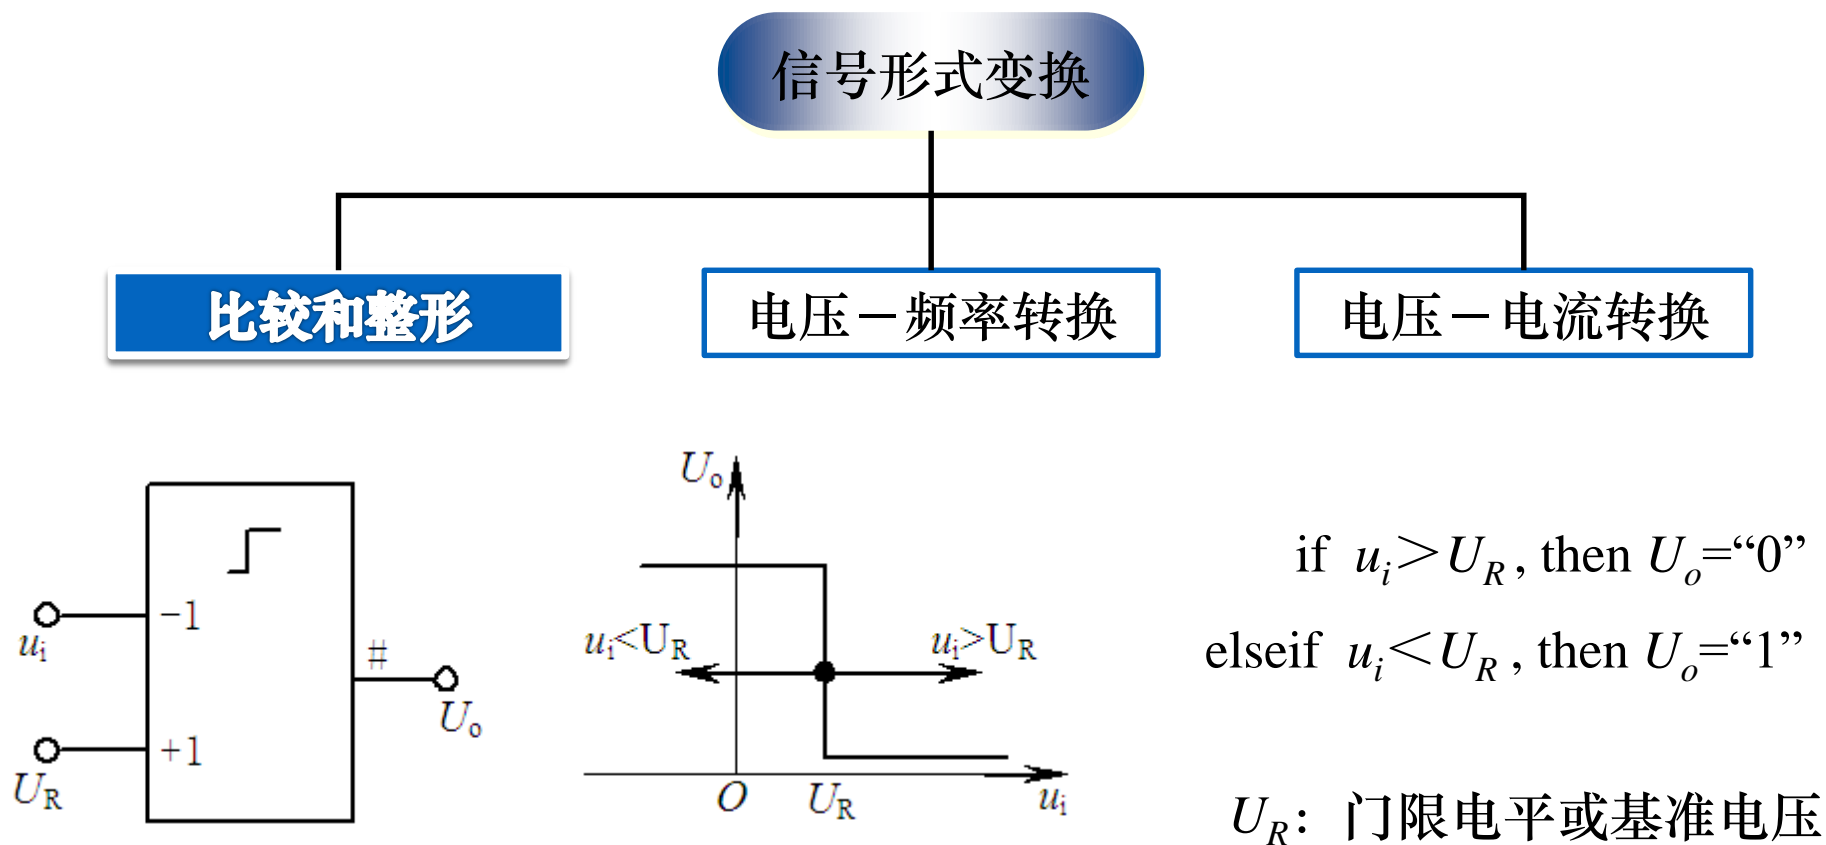 信号形式变换
比较和整形
电压－频率转换
电压－电流转换
-1
ui
#
Uo
+1
UR
Uo
ui<UR
ui>UR
O
UR
ui
if ui＞UR, then Uo=“0”
elseif ui＜UR, then Uo=“1”
UR：门限电平或基准电压